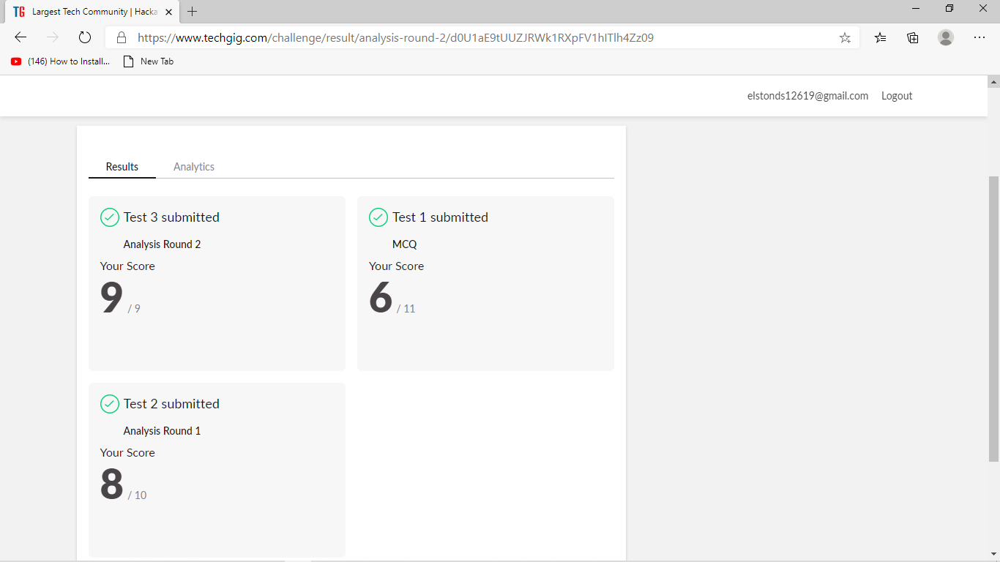 TG Largest Tech Community | Hacka
https://www.techgig.com/challenge/result/analysis-round-2/d0U1aE9tUUZJRWk1RXpFV1hITlh4Zz09
(146) How to Install... New Tab
elstonds12619@gmail.com Logout
Results Analytics
Test 3 submitted
Analysis Round 2
Your Score
9 / 9
Test 1 submitted
MCQ
Your Score
6 / 11
Test 2 submitted
Analysis Round 1
Your Score
8 / 10